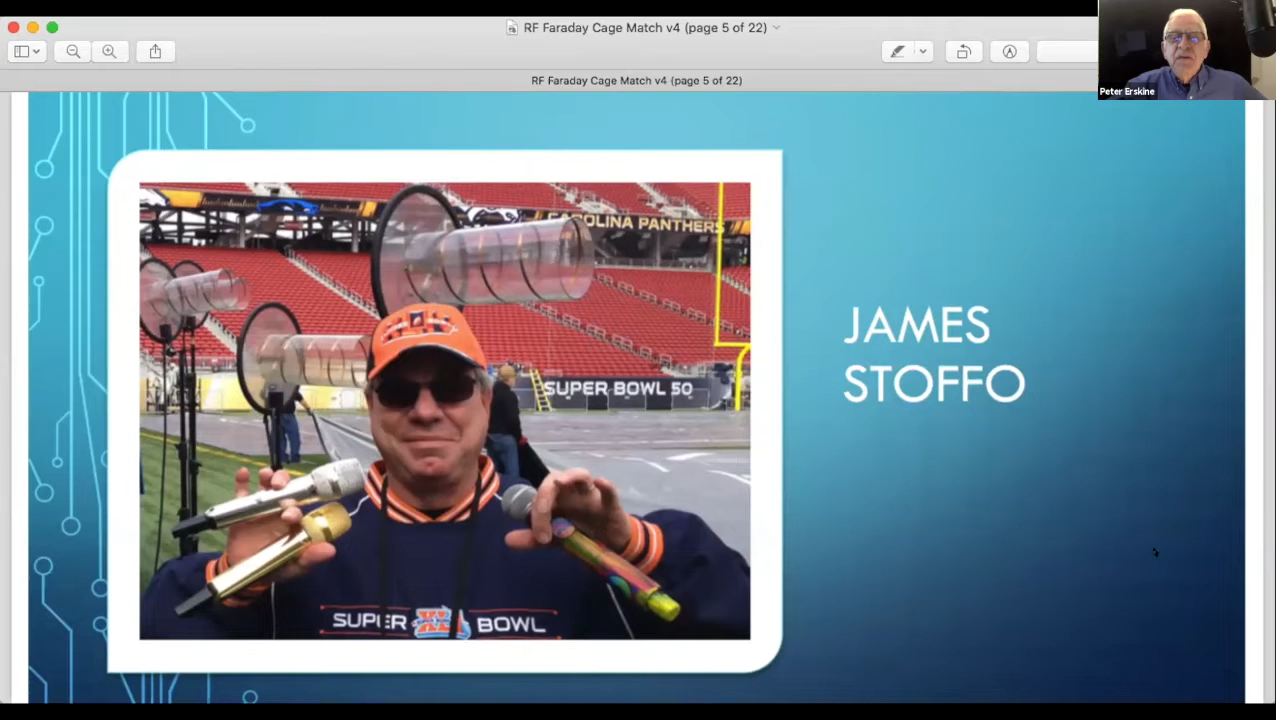 RF Faraday Cage Match v4 (page 5 of 22)
RF Faraday Cage Match v4 (page 5 of 22)
Peter Erskine
CAROLINA PANTHERS
SUPER BOWL 50
JAMES
STOFFO
SUPER XLI BOWL